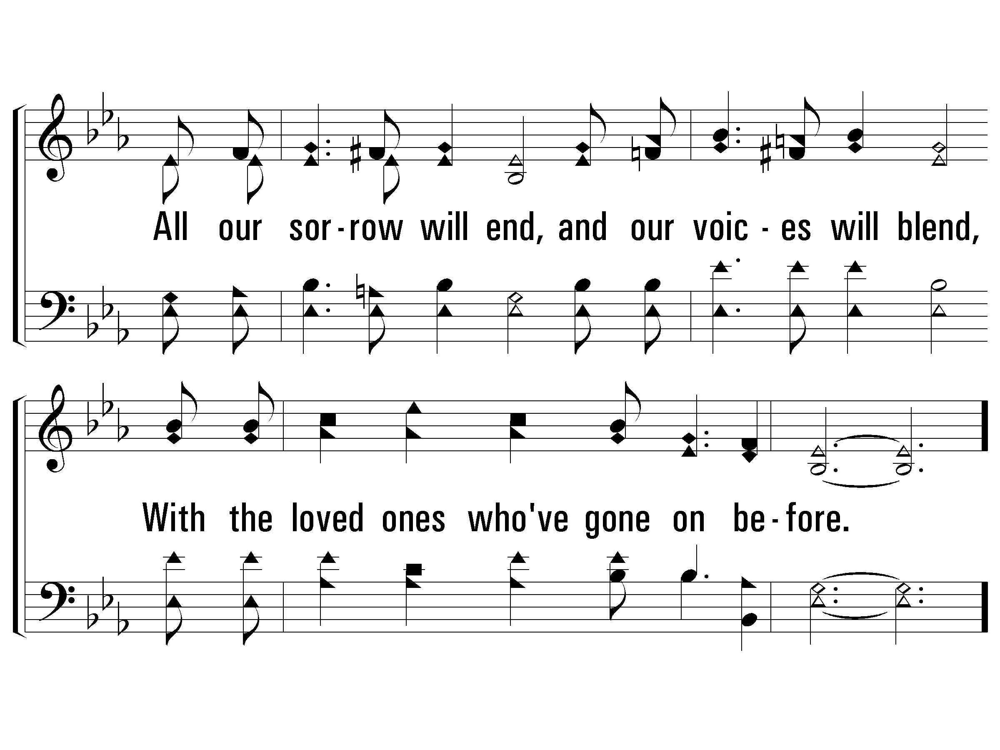 All our sor-row will end, and our voic - es will blend,
With the loved ones who've gone on be-fore.